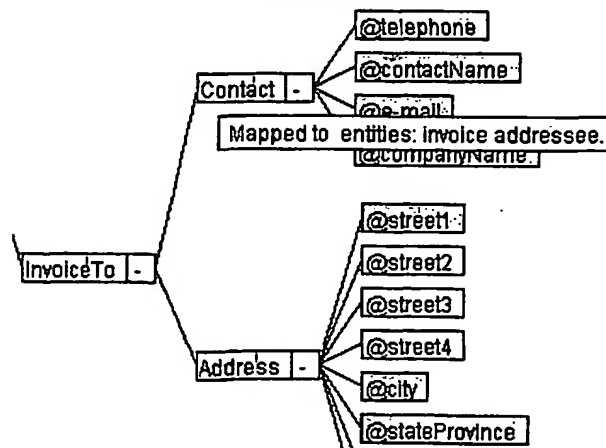 @telephone
@contactName
Contact -
@e-mail
Mapped to entities: invoice addressee.
@companyName
@street1
@street2
InvoiceTo -
@street3
@street4
Address -
@city
@stateProvince